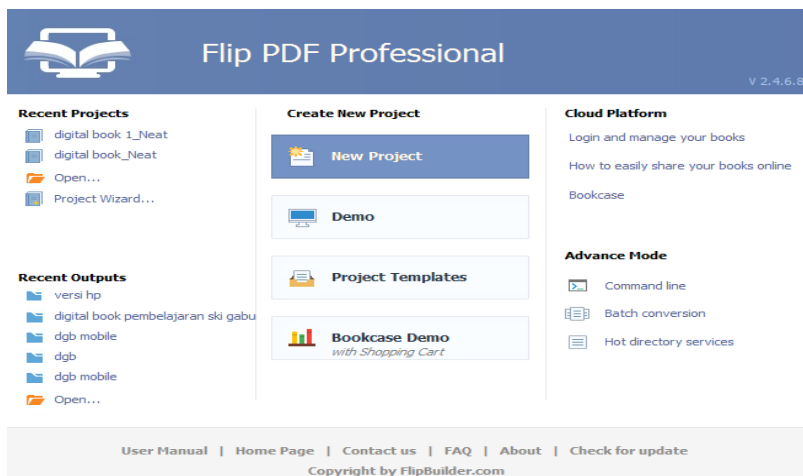 Flip PDF Professional
V 2.4.6.8
Recent Projects
digital book 1_Neat
digital book_Neat
Open...
Project Wizard...
Recent Outputs
versi hp
digital book pembelajaran ski gabu
dgb mobile
dgb
dgb mobile
Open...
Create New Project
New Project
Demo
Project Templates
Bookcase Demo
with Shopping Cart
Cloud Platform
Login and manage your books
How to easily share your books online
Bookcase
Advance Mode
Command line
Batch conversion
Hot directory services
User Manual | Home Page | Contact us | FAQ | About | Check for update
Copyright by FlipBuilder.com